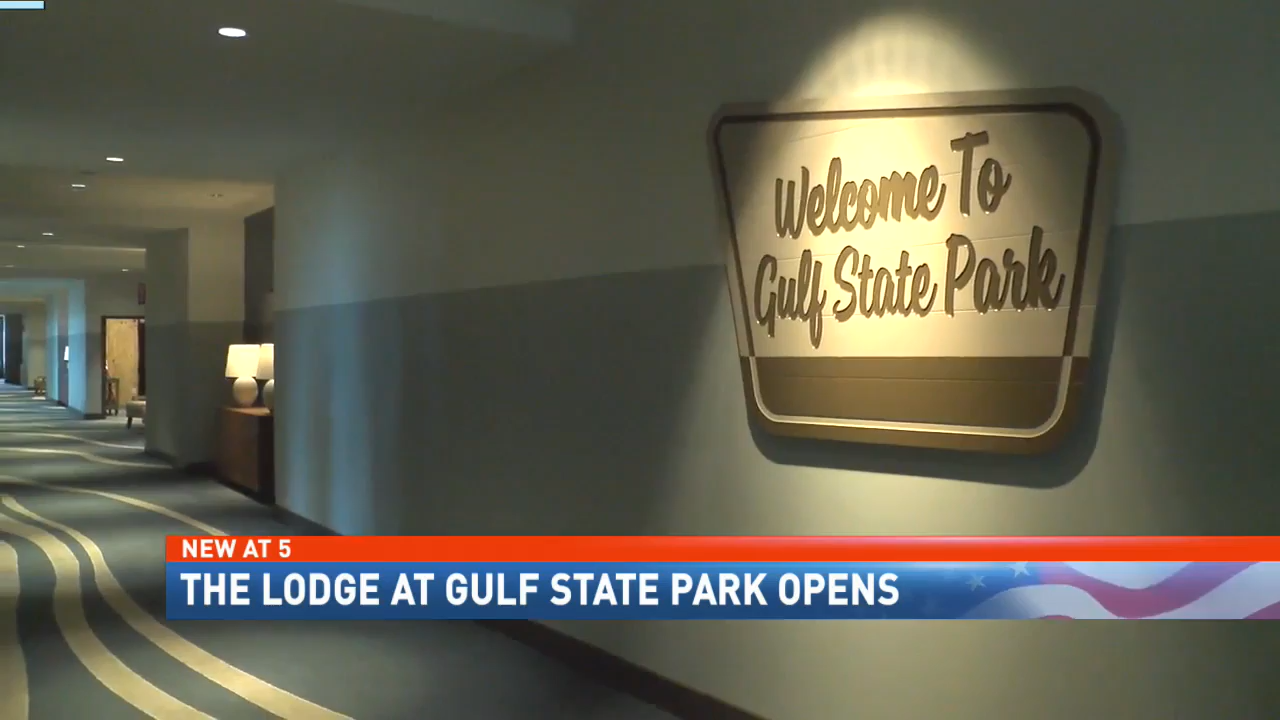 Welcome To
Gulf State Park
NEW AT 5
THE LODGE AT GULF STATE PARK OPENS